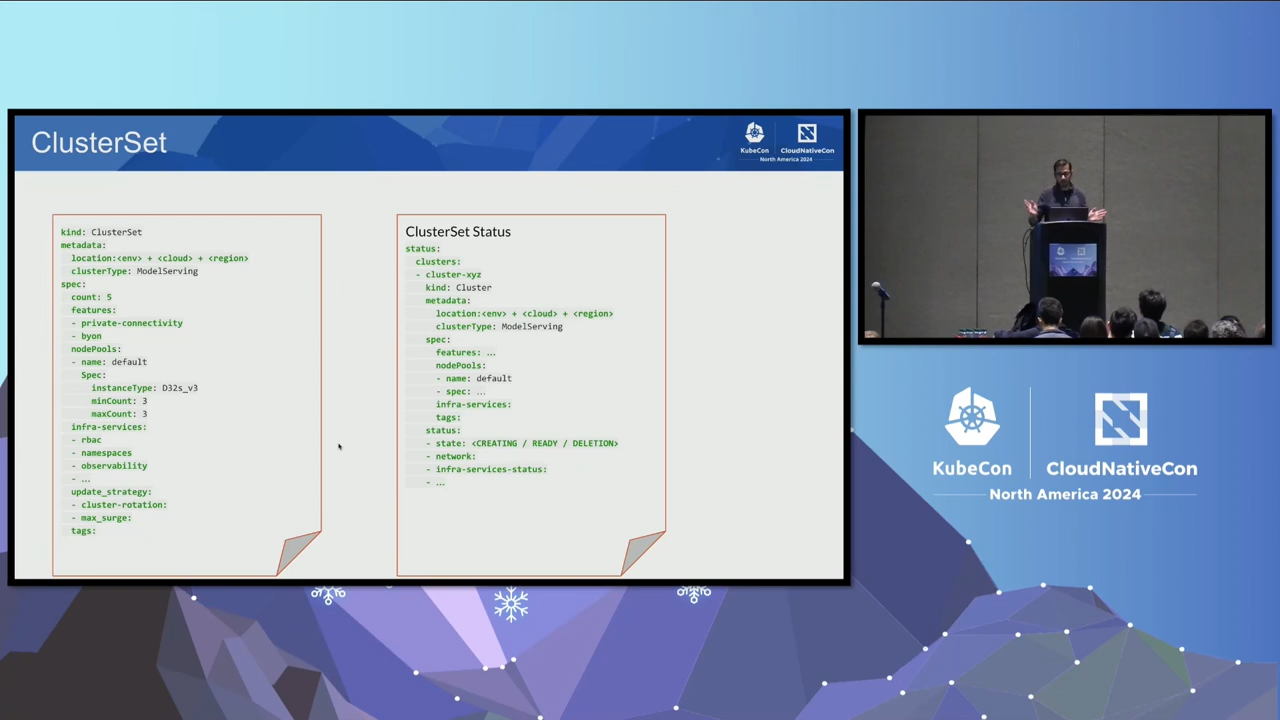 ClusterSet
KubeCon
CloudNativeCon
North America 2024
kind: ClusterSet
metadata:
location:<env> + <cloud> + <region>
clusterType: ModelServing
spec:
count: 5
features:
- private-connectivity
- byon
nodePools:
- name: default
Spec:
instanceType: D32s_v3
minCount: 3
maxCount: 3
infra-services:
- rbac
- namespaces
- observability
- ...
update_strategy:
- cluster-rotation:
- max_surge:
tags:
ClusterSet Status
status:
clusters:
- cluster-xyz
kind: Cluster
metadata:
location:<env> + <cloud> + <region>
clusterType: ModelServing
spec:
features: ...
nodePools:
- name: default
- spec: ...
infra-services:
tags:
status:
- state: <CREATING / READY / DELETION>
- network:
- infra-services-status:
- ...
KubeCon
CloudNativeCon
North America 2024